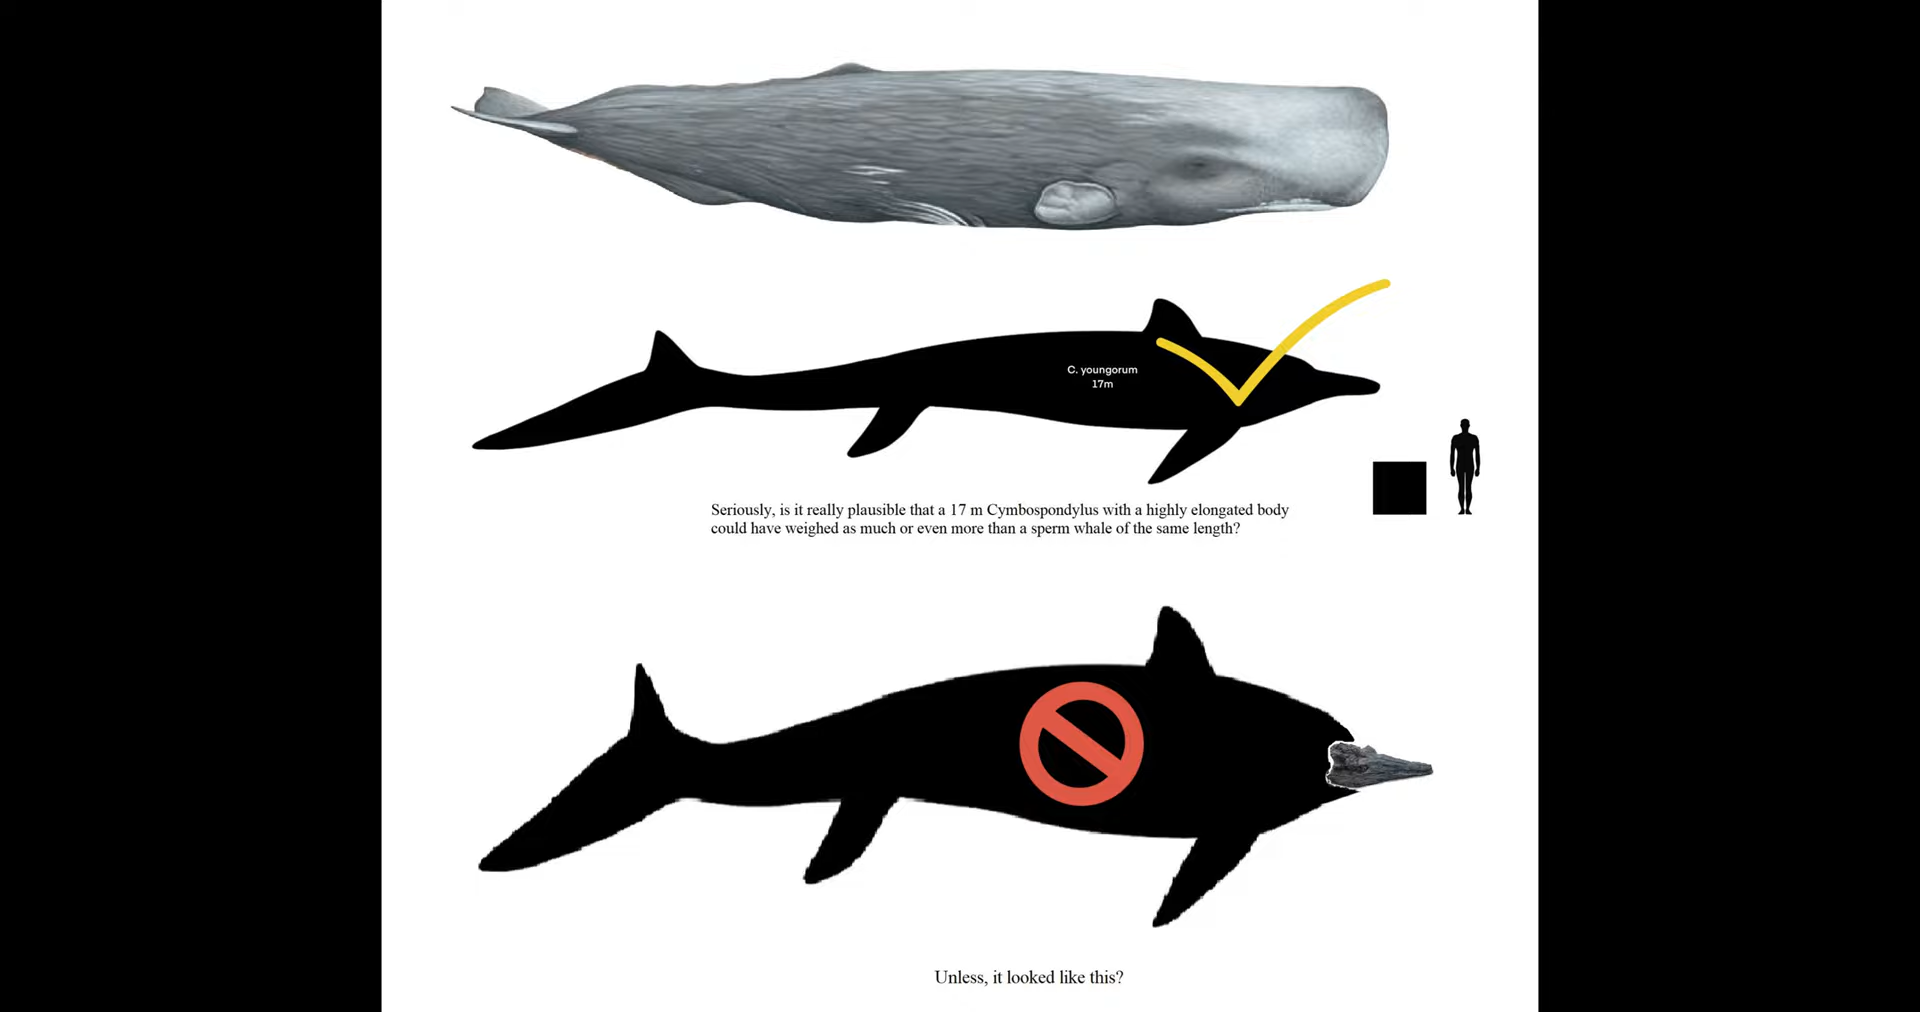 C. youngorum
17m
Seriously, is it really plausible that a 17 m Cymbospondylus with a highly elongated body
could have weighed as much or even more than a sperm whale of the same length?
Unless, it looked like this?